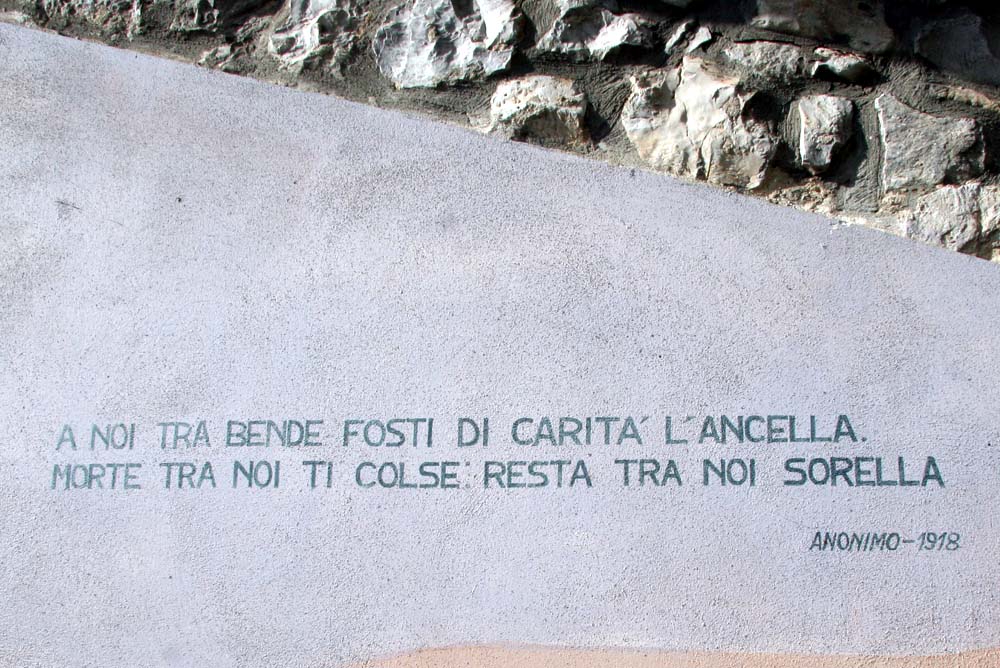 A NOI TRA BENDE FOSTI DI CARITA´ L´ANCELLA.
MORTE TRA NOI TI COLSE: RESTA TRA NOI SORELLA
ANONIMO-1918